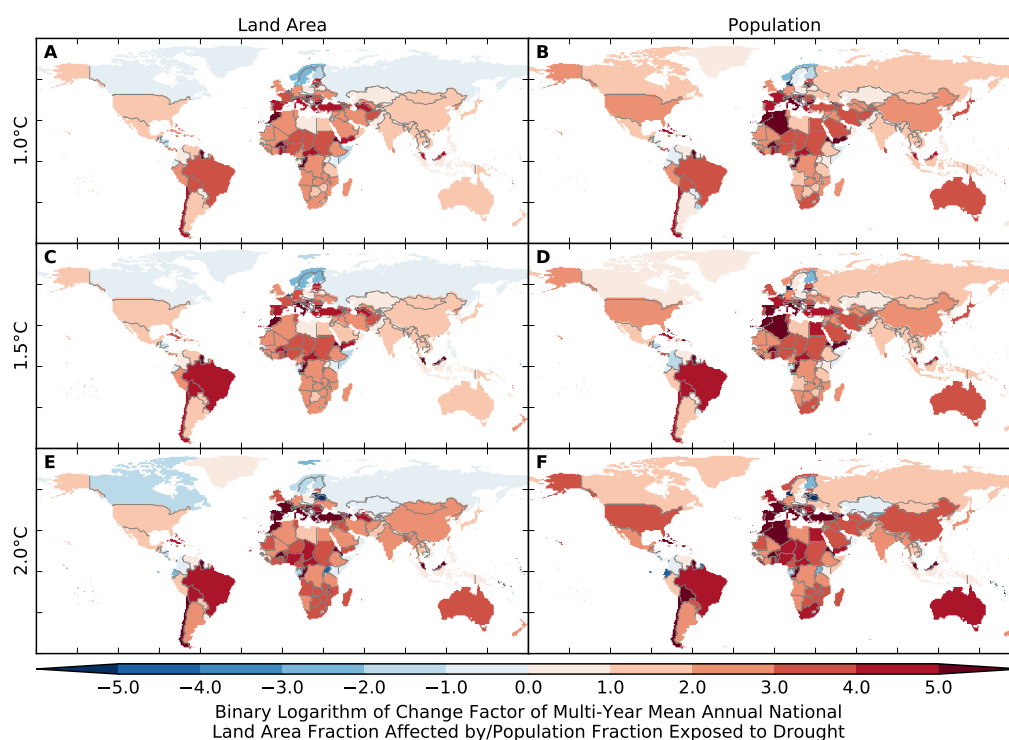 Land Area
Population
A
B
1.0°C
C
D
1.5°C
E
F
2.0°C
−5.0 −4.0 −3.0 −2.0 −1.0 0.0 1.0 2.0 3.0 4.0 5.0
Binary Logarithm of Change Factor of Multi-Year Mean Annual National
Land Area Fraction Affected by/Population Fraction Exposed to Drought